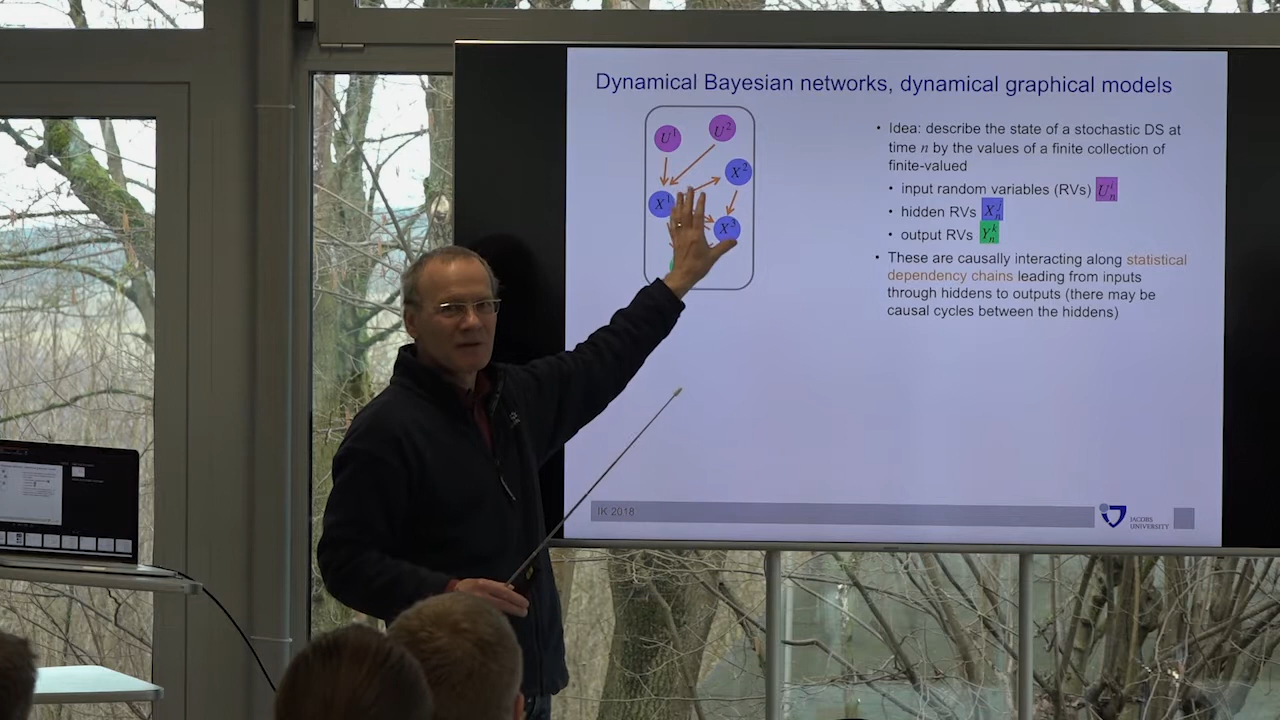 Dynamical Bayesian networks, dynamical graphical models
U¹
U²
X²
X¹
X³
• Idea: describe the state of a stochastic DS at
time n by the values of a finite collection of
finite-valued
• input random variables (RVs) Uₙⁱ
• hidden RVs Xₙʲ
• output RVs Yₙᵏ
• These are causally interacting along statistical
dependency chains leading from inputs
through hiddens to outputs (there may be
causal cycles between the hiddens)
IK 2018
JACOBS
UNIVERSITY